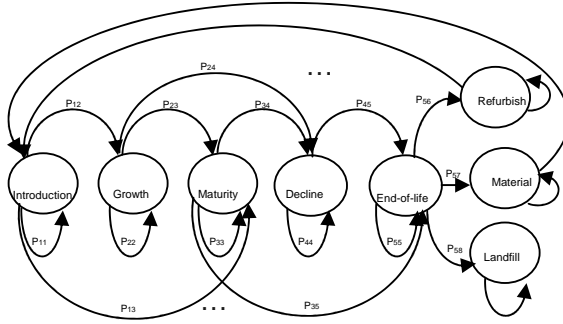 P24
...
P12
P23
P34
P45
P56
Refurbish
Introduction
Growth
Maturity
Decline
End-of-life
P57
Material
P11
P22
P33
P44
P55
P58
Landfill
P13
...
P35